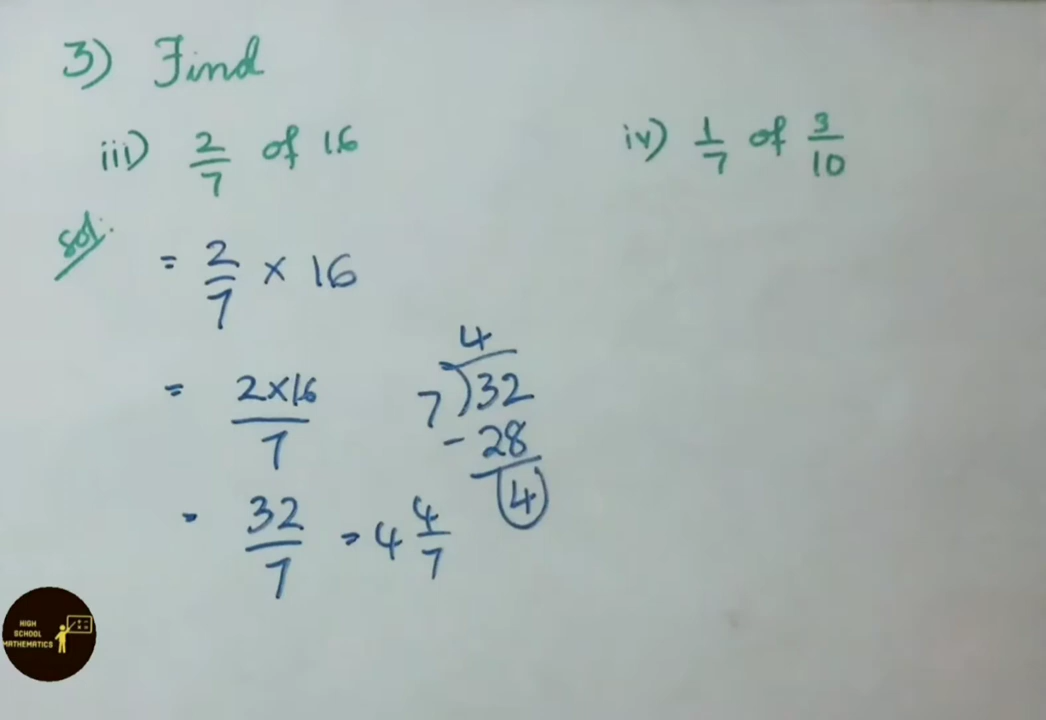 3) Find
iii) 2/7 of 16
iv) 1/7 of 3/10
Sol:
= 2/7 × 16
= 2×16/7
4
7)32
- 28
4
= 32/7 = 4 4/7
HIGH
SCHOOL
MATHEMATICS